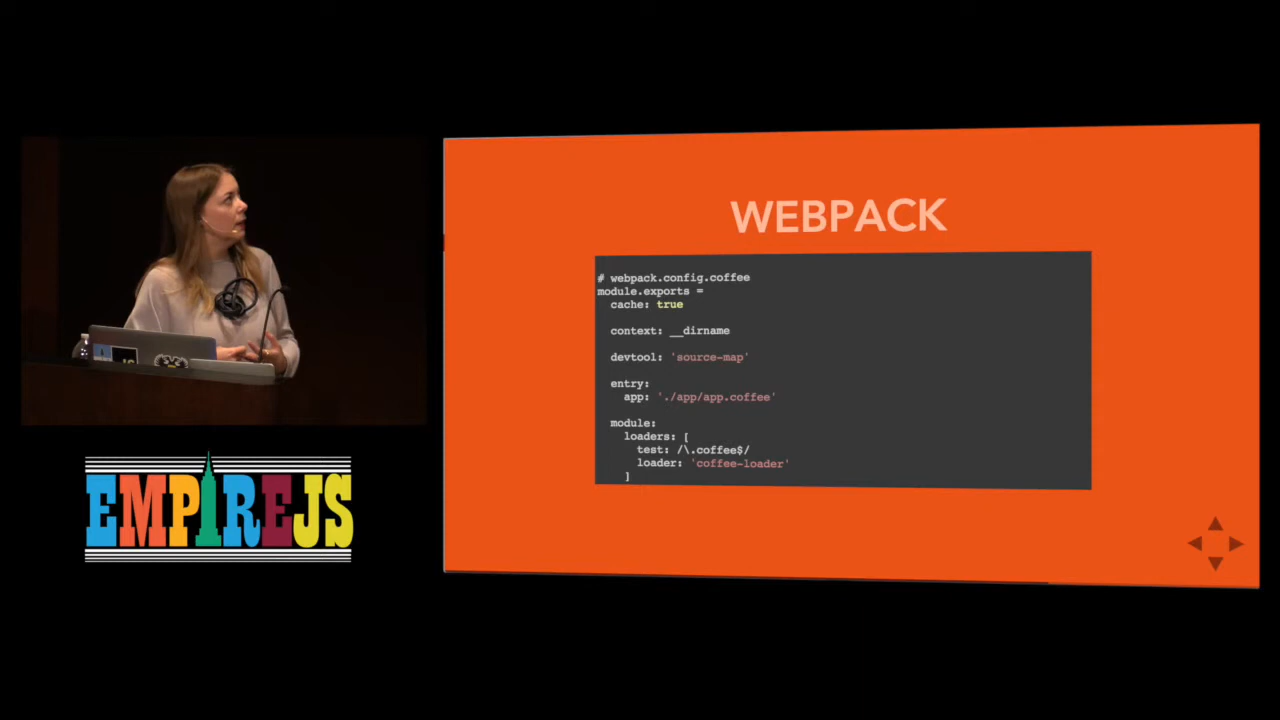 WEBPACK
# webpack.config.coffee
module.exports =
cache: true
context: __dirname
devtool: 'source-map'
entry:
app: './app/app.coffee'
module:
loaders: [
test: /\.coffee$/
loader: 'coffee-loader'
]
EMPIREJS